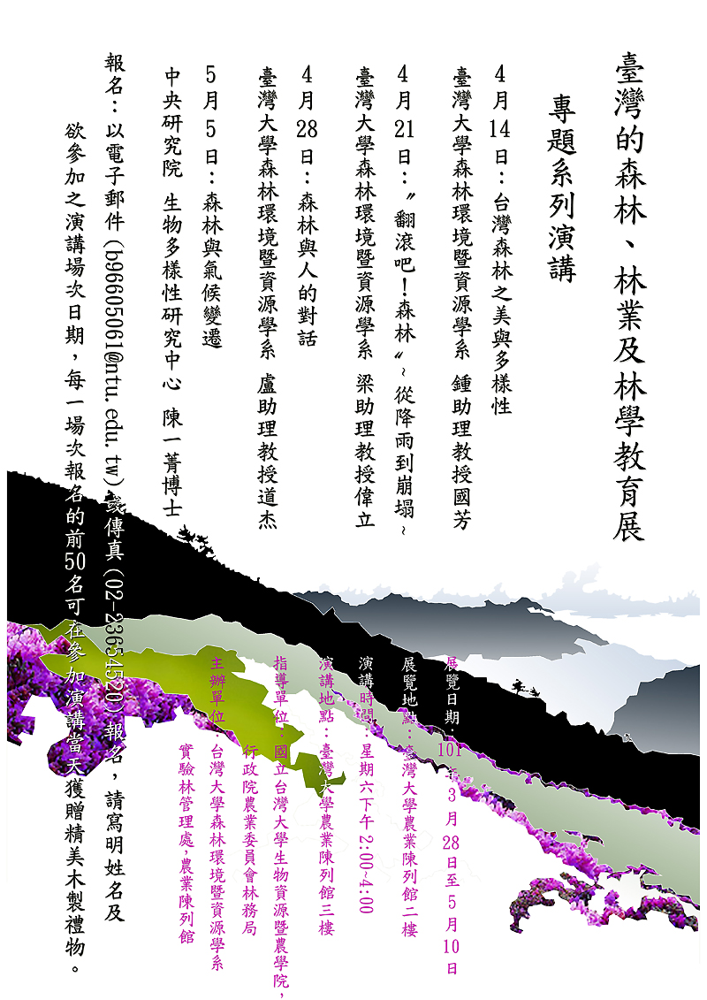 臺灣的森林、林業及林學教育展
專題系列演講
4月14日：台灣森林之美與多樣性
臺灣大學森林環境暨資源學系 鍾助理教授國芳
4月21日：〝翻滾吧！森林〞~從降雨到崩塌~
臺灣大學森林環境暨資源學系 梁助理教授偉立
4月28日：森林與人的對話
臺灣大學森林環境暨資源學系 盧助理教授道杰
5月5日：森林與氣候變遷
中央研究院 生物多樣性研究中心 陳一菁博士
報名：以電子郵件(b96605061@ntu.edu.tw)或傳真(02-23654520)報名，請寫明姓名及
欲參加之演講場次日期，每一場次報名的前50名可在參加演講當天獲贈精美木製禮物。
展覽日期：101年3月28日至5月10日
展覽地點：臺灣大學農業陳列館二樓
演講時間：星期六下午2:00~4:00
演講地點：臺灣大學農業陳列館三樓
指導單位：國立台灣大學生物資源暨農學院，
行政院農業委員會林務局
主辦單位：台灣大學森林環境暨資源學系
實驗林管理處，農業陳列館